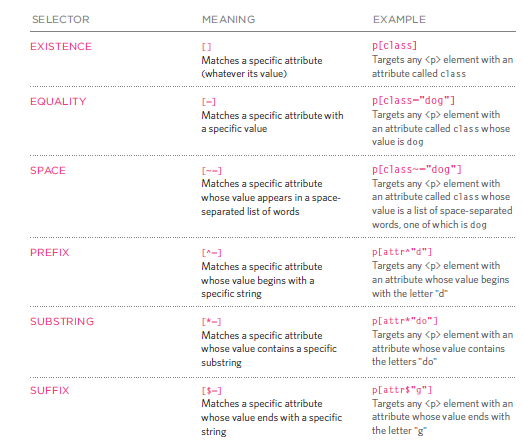 SELECTOR MEANING EXAMPLE
EXISTENCE
[]
Matches a specific attribute
(whatever its value)
p[class]
Targets any <p> element with an
attribute called class
EQUALITY
[=]
Matches a specific attribute with
a specific value
p[class="dog"]
Targets any <p> element with
an attribute called class whose
value is dog
SPACE
[~=]
Matches a specific attribute
whose value appears in a space-
separated list of words
p[class~="dog"]
Targets any <p> element with
an attribute called class whose
value is a list of space-separated
words, one of which is dog
PREFIX
[^=]
Matches a specific attribute
whose value begins with a
specific string
p[attr^"d"]
Targets any <p> element with
an attribute whose value begins
with the letter "d"
SUBSTRING
[*=]
Matches a specific attribute
whose value contains a specific
substring
p[attr*"do"]
Targets any <p> element with an
attribute whose value contains
the letters "do"
SUFFIX
[$=]
Matches a specific attribute
whose value ends with a specific
string
p[attr$"g"]
Targets any <p> element with an
attribute whose value ends with
the letter "g"